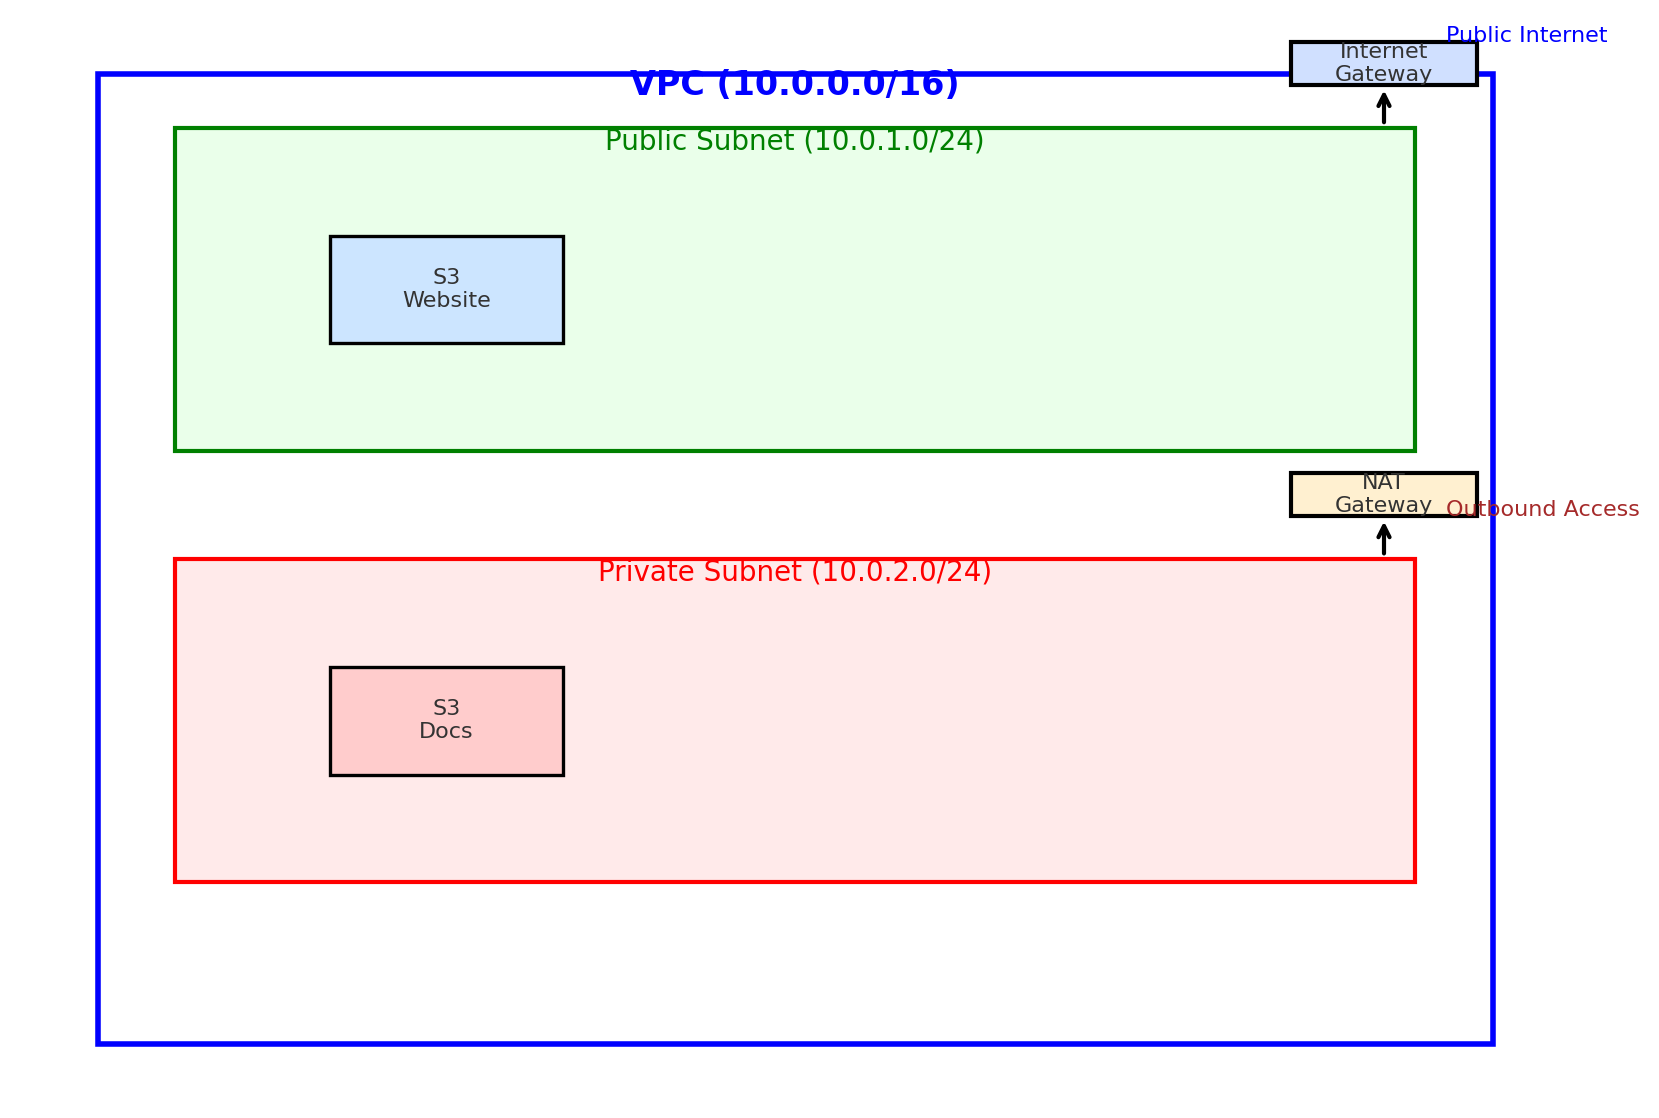 Public Internet
Internet
Gateway
VPC (10.0.0.0/16)
Public Subnet (10.0.1.0/24)
S3
Website
NAT
Gateway
Outbound Access
Private Subnet (10.0.2.0/24)
S3
Docs